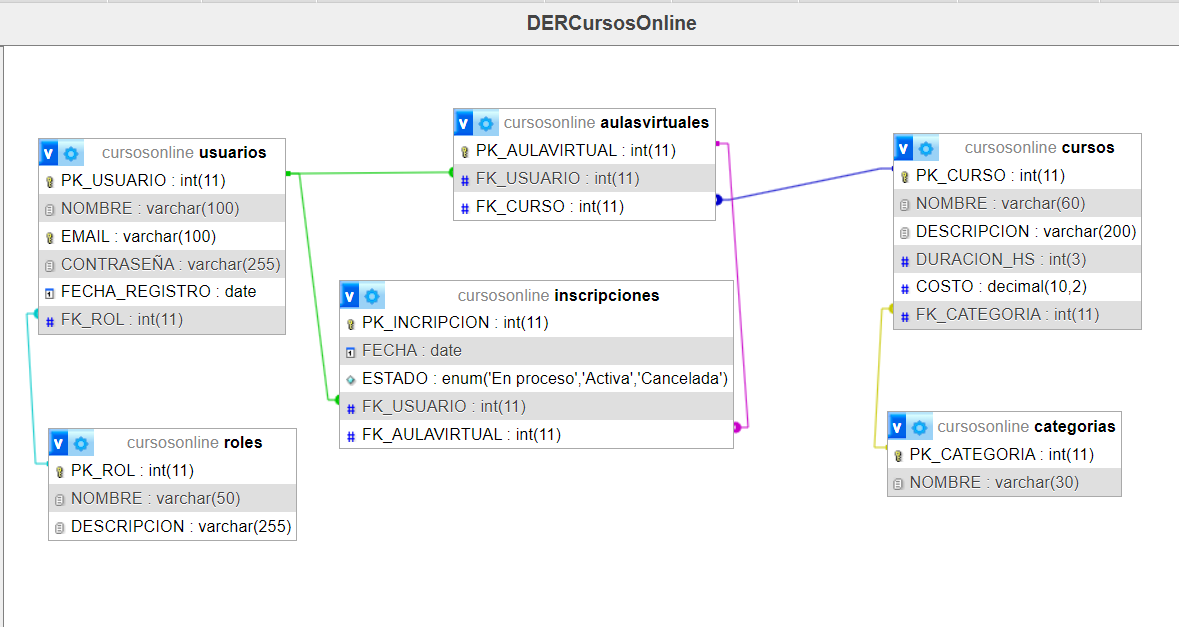 DERCursosOnline
cursosonline usuarios
PK_USUARIO : int(11)
NOMBRE : varchar(100)
EMAIL : varchar(100)
CONTRASEÑA : varchar(255)
FECHA_REGISTRO : date
FK_ROL : int(11)
cursosonline roles
PK_ROL : int(11)
NOMBRE : varchar(50)
DESCRIPCION : varchar(255)
cursosonline aulasvirtuales
PK_AULAVIRTUAL : int(11)
FK_USUARIO : int(11)
FK_CURSO : int(11)
cursosonline inscripciones
PK_INCRIPCION : int(11)
FECHA : date
ESTADO : enum('En proceso','Activa','Cancelada')
FK_USUARIO : int(11)
FK_AULAVIRTUAL : int(11)
cursosonline cursos
PK_CURSO : int(11)
NOMBRE : varchar(60)
DESCRIPCION : varchar(200)
DURACION_HS : int(3)
COSTO : decimal(10,2)
FK_CATEGORIA : int(11)
cursosonline categorias
PK_CATEGORIA : int(11)
NOMBRE : varchar(30)